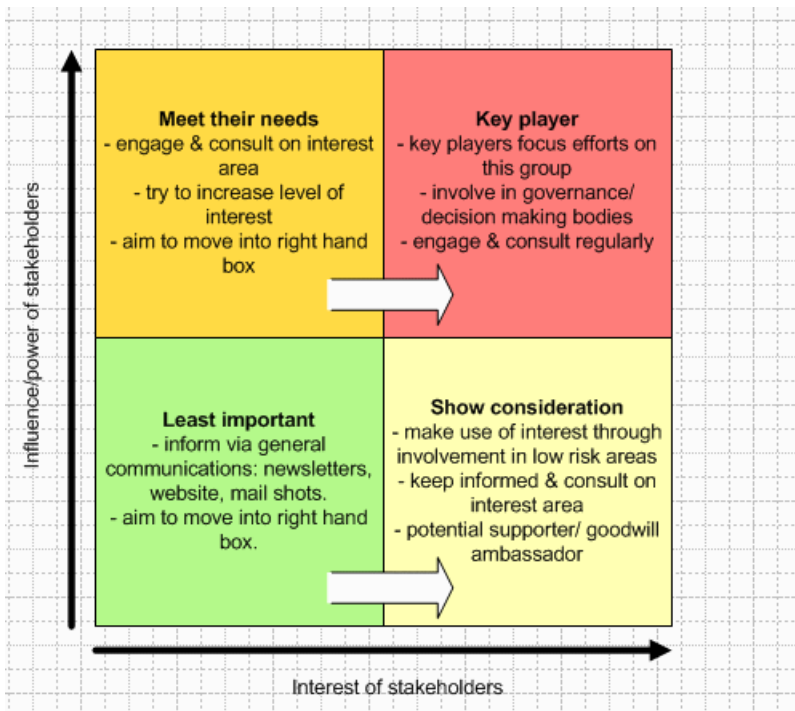 Influence/power of stakeholders
Meet their needs
- engage & consult on interest
area
- try to increase level of
interest
- aim to move into right hand
box
Key player
- key players focus efforts on
this group
- involve in governance/
decision making bodies
- engage & consult regularly
Least important
- inform via general
communications: newsletters,
website, mail shots.
- aim to move into right hand
box.
Show consideration
- make use of interest through
involvement in low risk areas
- keep informed & consult on
interest area
- potential supporter/ goodwill
ambassador
Interest of stakeholders